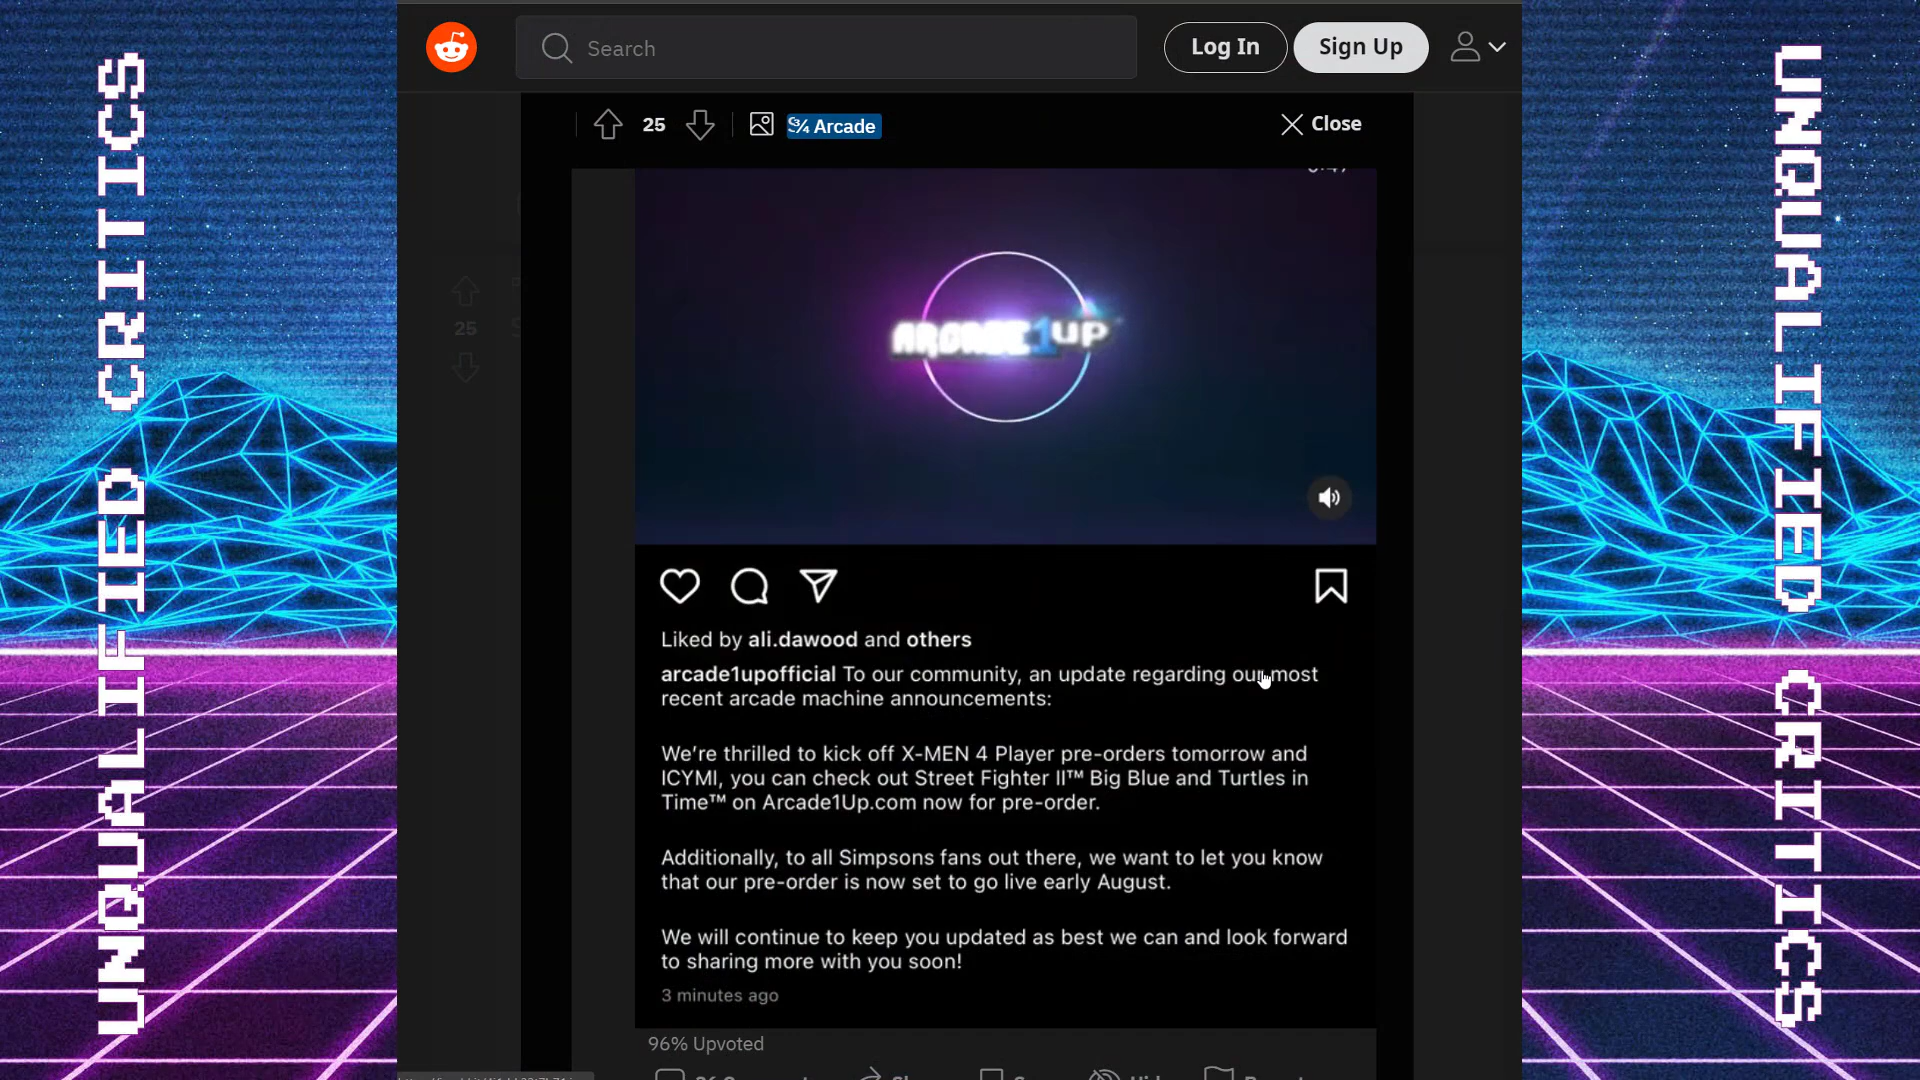 UNQUALIFIED CRITICS
Search
Log In
Sign Up
25
¾ Arcade
Close
ARCADE1UP
25
Liked by ali.dawood and others
arcade1upofficial To our community, an update regarding our most
recent arcade machine announcements:
We're thrilled to kick off X-MEN 4 Player pre-orders tomorrow and
ICYMI, you can check out Street Fighter II™ Big Blue and Turtles in
Time™ on Arcade1Up.com now for pre-order.
Additionally, to all Simpsons fans out there, we want to let you know
that our pre-order is now set to go live early August.
We will continue to keep you updated as best we can and look forward
to sharing more with you soon!
3 minutes ago
96% Upvoted
UNQUALIFIED CRITICS